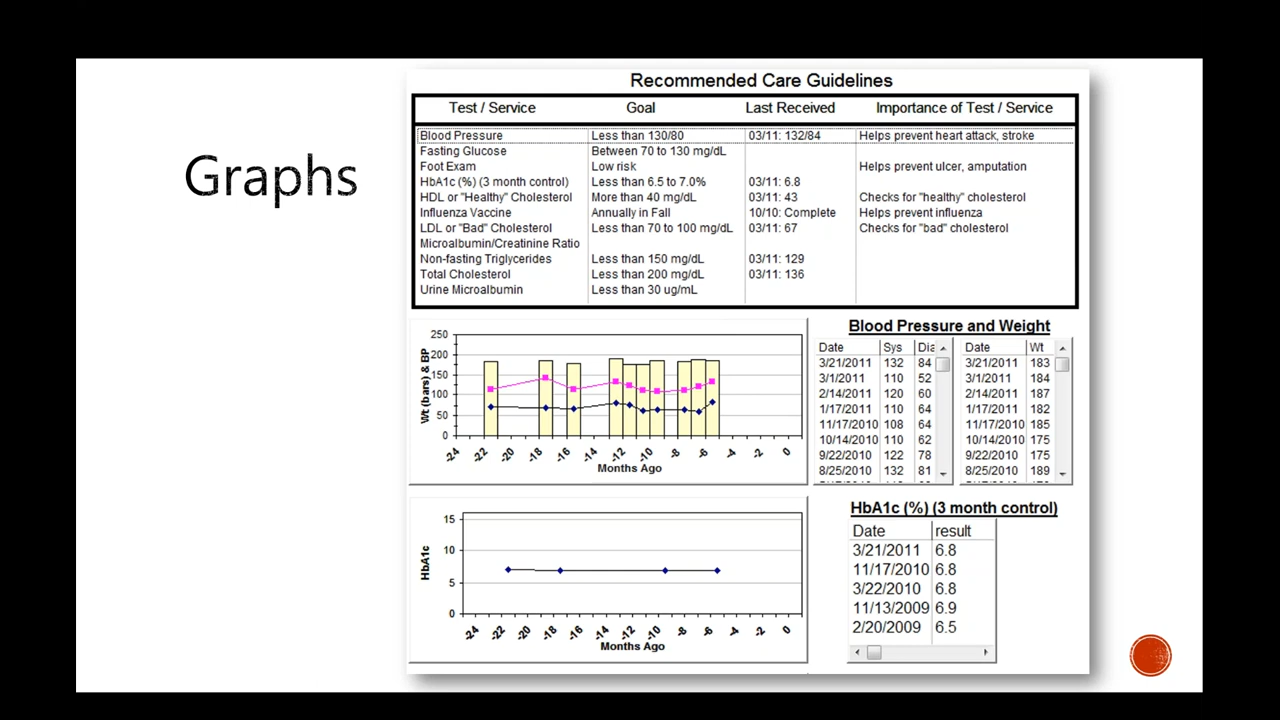 Graphs
Recommended Care Guidelines
Test / Service Goal Last Received Importance of Test / Service
Blood Pressure Less than 130/80 03/11: 132/84 Helps prevent heart attack, stroke
Fasting Glucose Between 70 to 130 mg/dL
Foot Exam Low risk Helps prevent ulcer, amputation
HbA1c (%) (3 month control) Less than 6.5 to 7.0% 03/11: 6.8
HDL or "Healthy" Cholesterol More than 40 mg/dL 03/11: 43 Checks for "healthy" cholesterol
Influenza Vaccine Annually in Fall 10/10: Complete Helps prevent influenza
LDL or "Bad" Cholesterol Less than 70 to 100 mg/dL 03/11: 67 Checks for "bad" cholesterol
Microalbumin/Creatinine Ratio
Non-fasting Triglycerides Less than 150 mg/dL 03/11: 129
Total Cholesterol Less than 200 mg/dL 03/11: 136
Urine Microalbumin Less than 30 ug/mL
Wt (bars) & BP
250
200
150
100
50
0
-24 -22 -20 -18 -16 -14 -12 -10 -8 -6 -4 -2 0
Months Ago
Blood Pressure and Weight
Date Sys Dia Date Wt
3/21/2011 132 84 3/21/2011 183
3/1/2011 110 52 3/1/2011 184
2/14/2011 120 60 2/14/2011 187
1/17/2011 110 64 1/17/2011 182
11/17/2010 108 64 11/17/2010 185
10/14/2010 110 62 10/14/2010 175
9/22/2010 122 78 9/22/2010 175
8/25/2010 132 81 8/25/2010 189
HbA1c
15
10
5
0
-24 -22 -20 -18 -16 -14 -12 -10 -8 -6 -4 -2 0
Months Ago
HbA1c (%) (3 month control)
Date result
3/21/2011 6.8
11/17/2010 6.8
3/22/2010 6.8
11/13/2009 6.9
2/20/2009 6.5